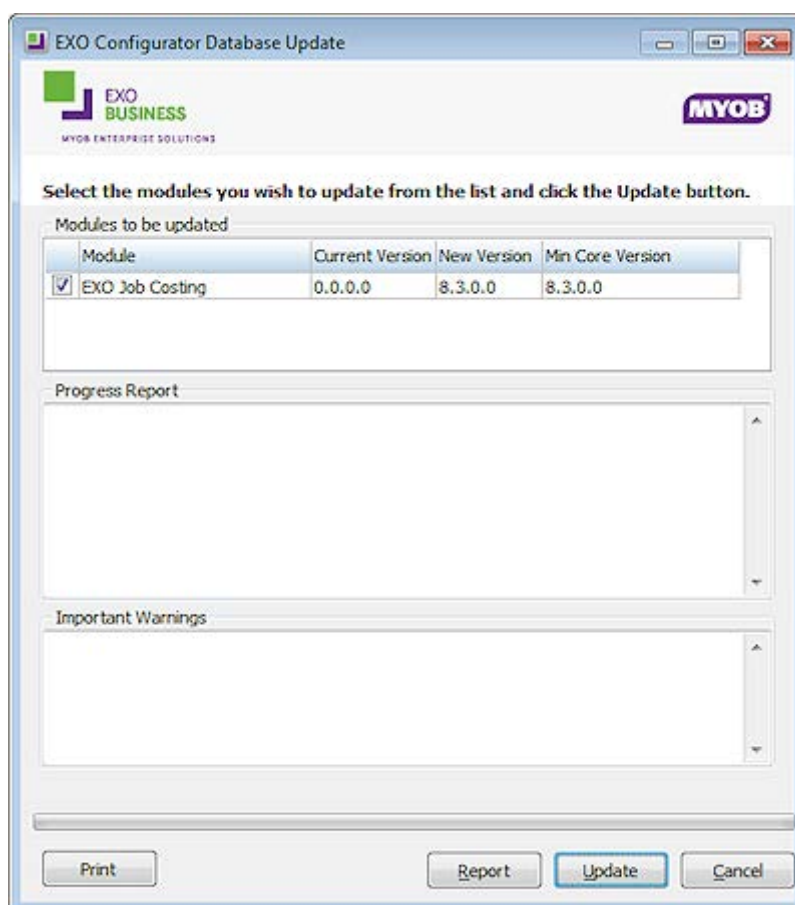 EXO Configurator Database Update
EXO
BUSINESS
MYOB ENTERPRISE SOLUTIONS
MYOB
Select the modules you wish to update from the list and click the Update button.
Modules to be updated
Module Current Version New Version Min Core Version
EXO Job Costing 0.0.0.0 8.3.0.0 8.3.0.0
Progress Report
Important Warnings
Print Report Update Cancel